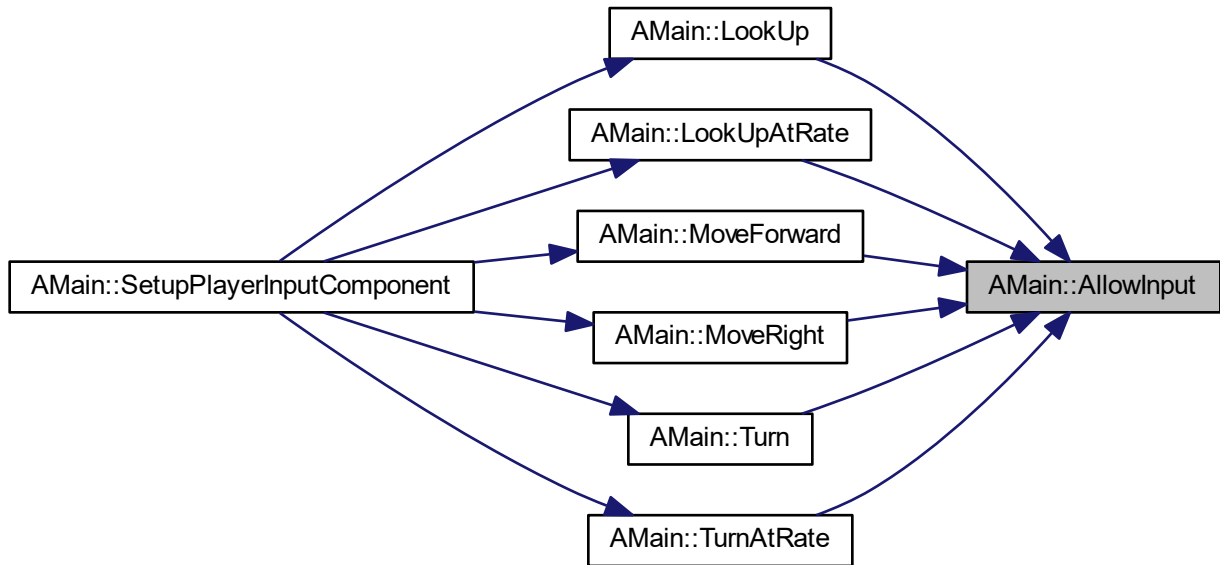 AMain::LookUp
AMain::LookUpAtRate
AMain::MoveForward
AMain::SetupPlayerInputComponent
AMain::AllowInput
AMain::MoveRight
AMain::Turn
AMain::TurnAtRate